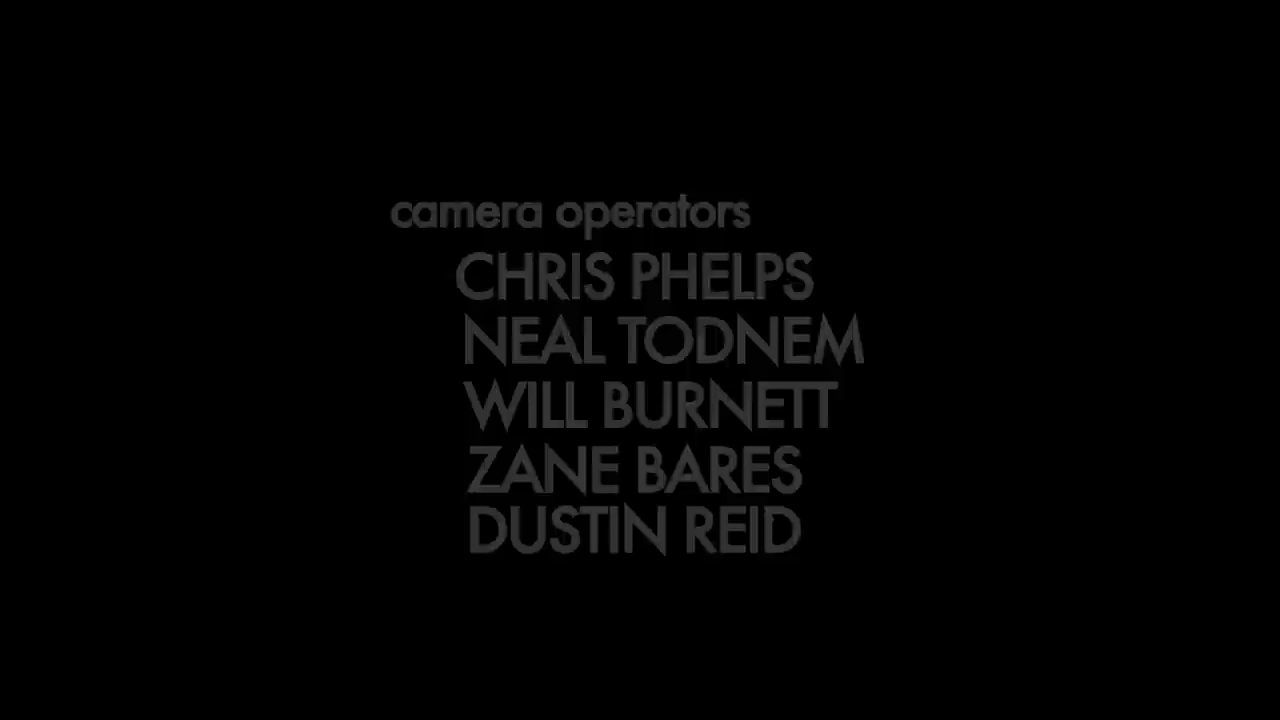 camera operators
CHRIS PHELPS
NEAL TODNEM
WILL BURNETT
ZANE BARES
DUSTIN REID